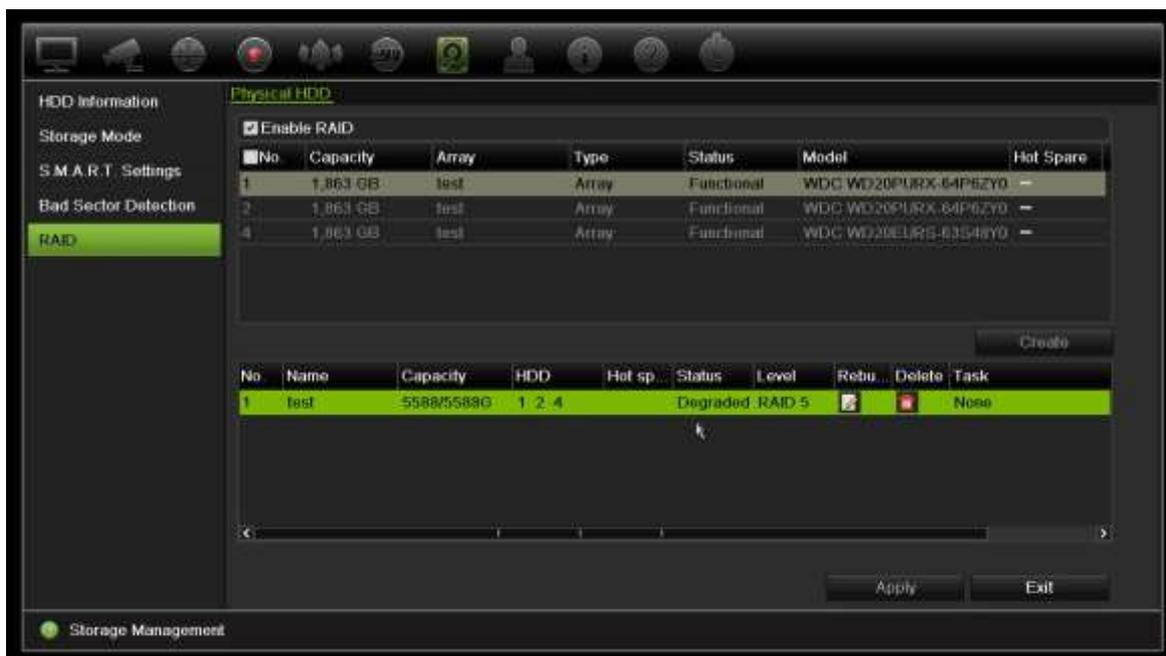 Physical HDD
HDD Information
Storage Mode
S.M.A.R.T. Settings
Bad Sector Detection
RAID
Enable RAID
No. Capacity Array Type Status Model Hot Spare
1 1,863 GB test Array Functional WDC WD20PURX-64P6ZY0 —
2 1,863 GB test Array Functional WDC WD20PURX-64P6ZY0 —
4 1,863 GB test Array Functional WDC WD20EURS-63S48Y0 —
Create
No. Name Capacity HDD Hot sp... Status Level Rebu... Delete Task
1 test 5588/5588G 1 2 4 Degraded RAID 5 None
Apply Exit
Storage Management